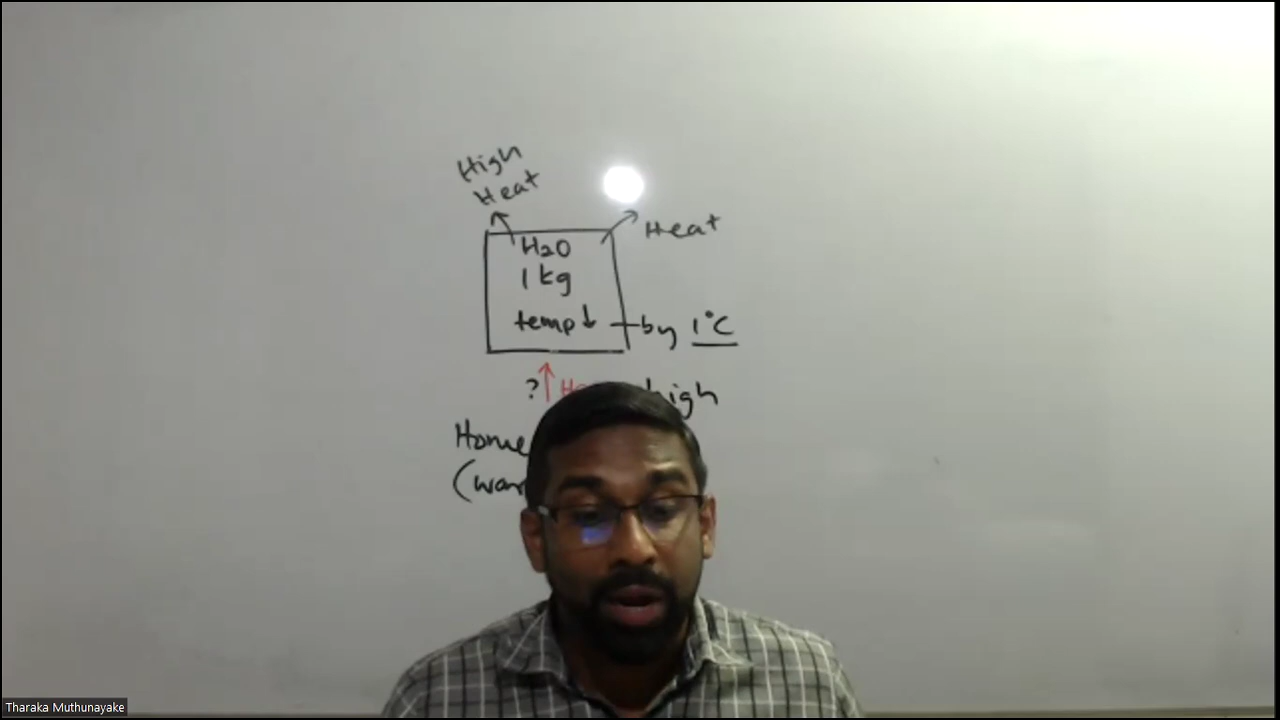 High
Heat
Heat
H2O
1 kg
temp↓ by 1°C
? ↑ high
Tharaka Muthunayake